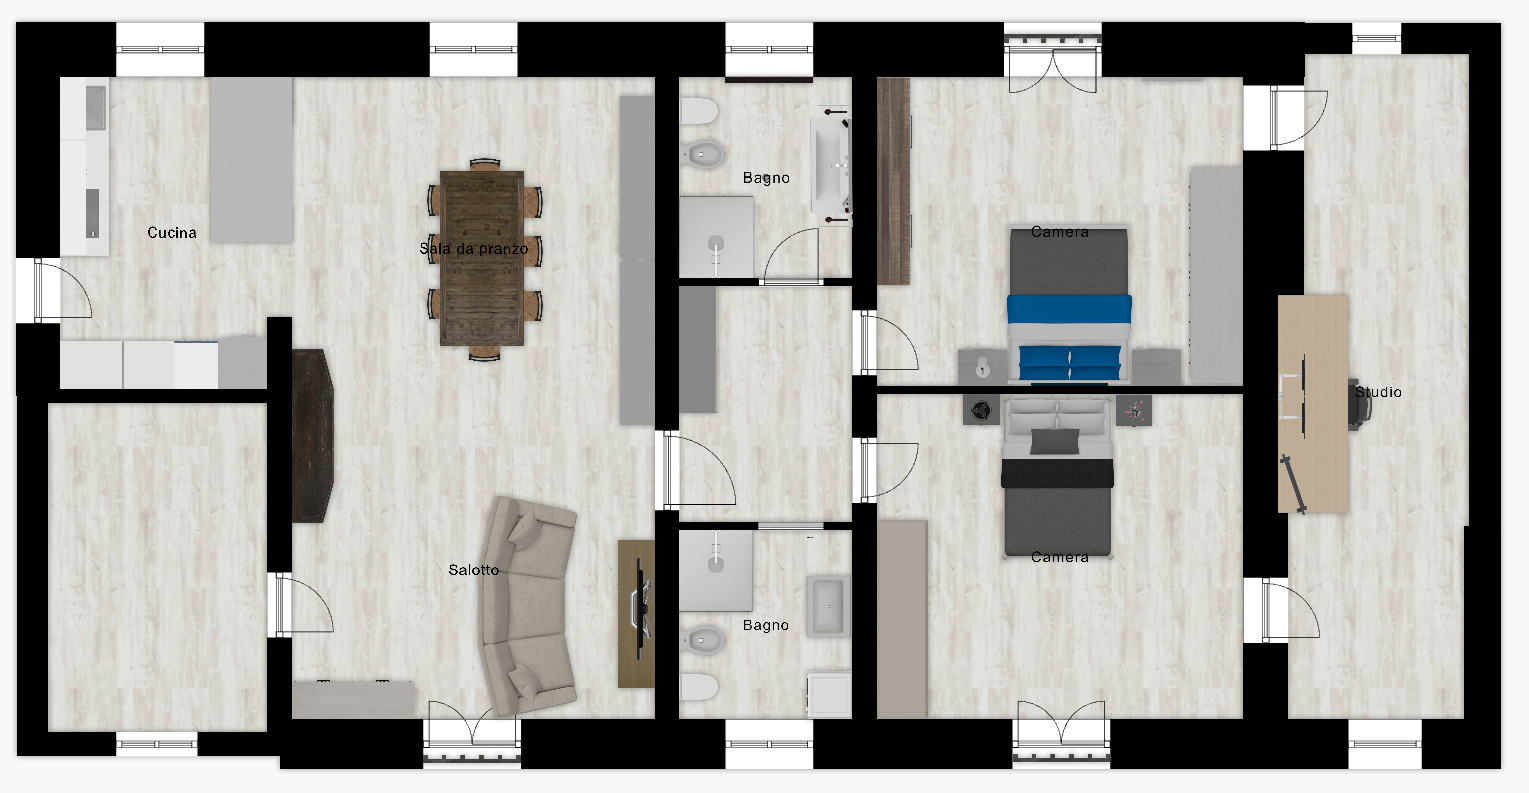 Bagno
Cucina
Sala da pranzo
Camera
Studio
Salotto
Camera
Bagno